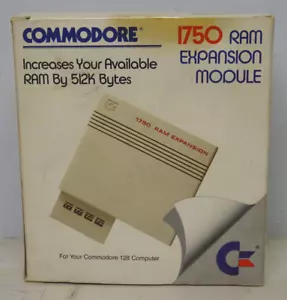 COMMODORE®
1750 RAM
EXPANSION
MODULE
Increases Your Available
RAM By 512K Bytes
1750 RAM EXPANSION
For Your Commodore 128 Computer